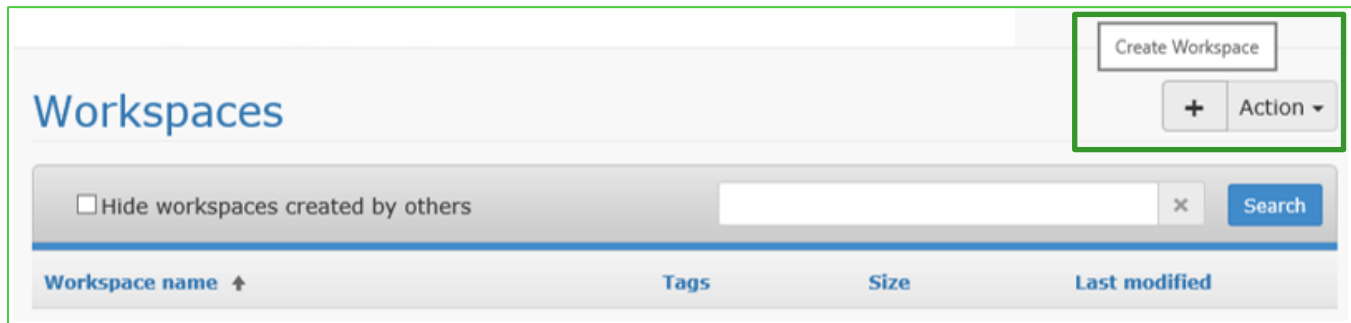 Create Workspace
Workspaces
+ Action
Hide workspaces created by others
× Search
Workspace name Tags Size Last modified